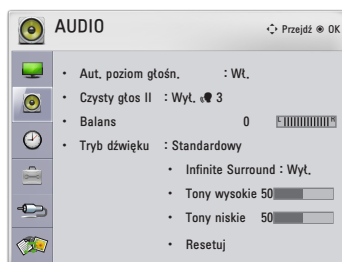 AUDIO
Przejdź OK
• Aut. poziom głośn. : Wł.
• Czysty głos II : Wył. 3
• Balans 0 L R
• Tryb dźwięku : Standardowy
• Infinite Surround : Wył.
• Tony wysokie 50
• Tony niskie 50
• Resetuj